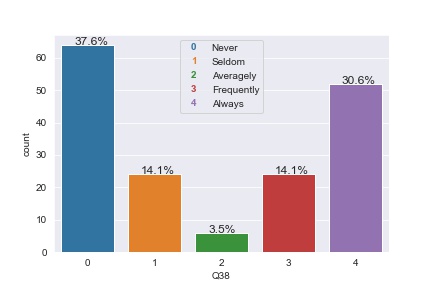 37.6%
14.1%
3.5%
14.1%
30.6%
0 Never
1 Seldom
2 Averagely
3 Frequently
4 Always
60
50
40
30
20
10
0
count
0 1 2 3 4
Q38